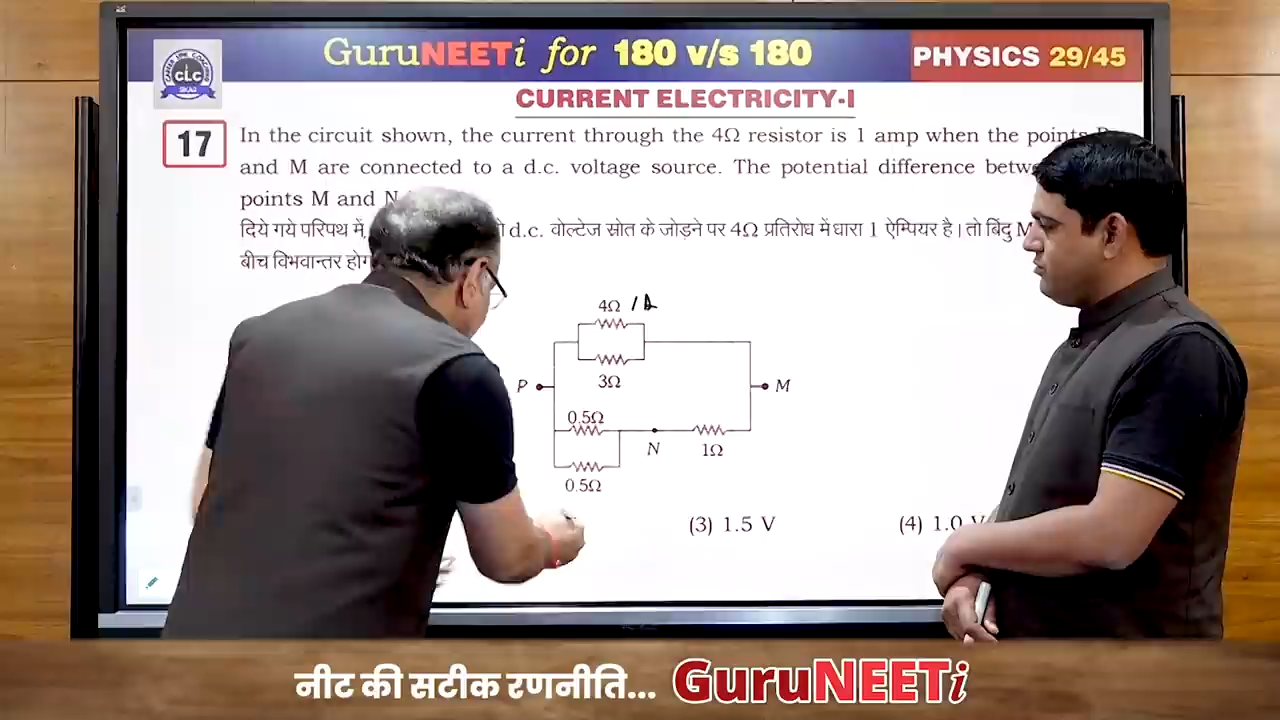 GuruNEETi for 180 v/s 180
PHYSICS 29/45
CLC
SIKAR
CURRENT ELECTRICITY-I
17
In the circuit shown, the current through the 4Ω resistor is 1 amp when the points P
and M are connected to a d.c. voltage source. The potential difference
points M and N
दिये गये परिपथ में, d.c. वोल्टेज स्रोत के जोड़ने पर 4Ω प्रतिरोध में धारा 1 ऐम्पियर है। तो बिंदु M
बीच विभवान्तर
4Ω 1A
3Ω
P
M
0.5Ω
N
1Ω
0.5Ω
(3) 1.5 V
(4) 1.0 V
नीट की सटीक रणनीति... GuruNEETi